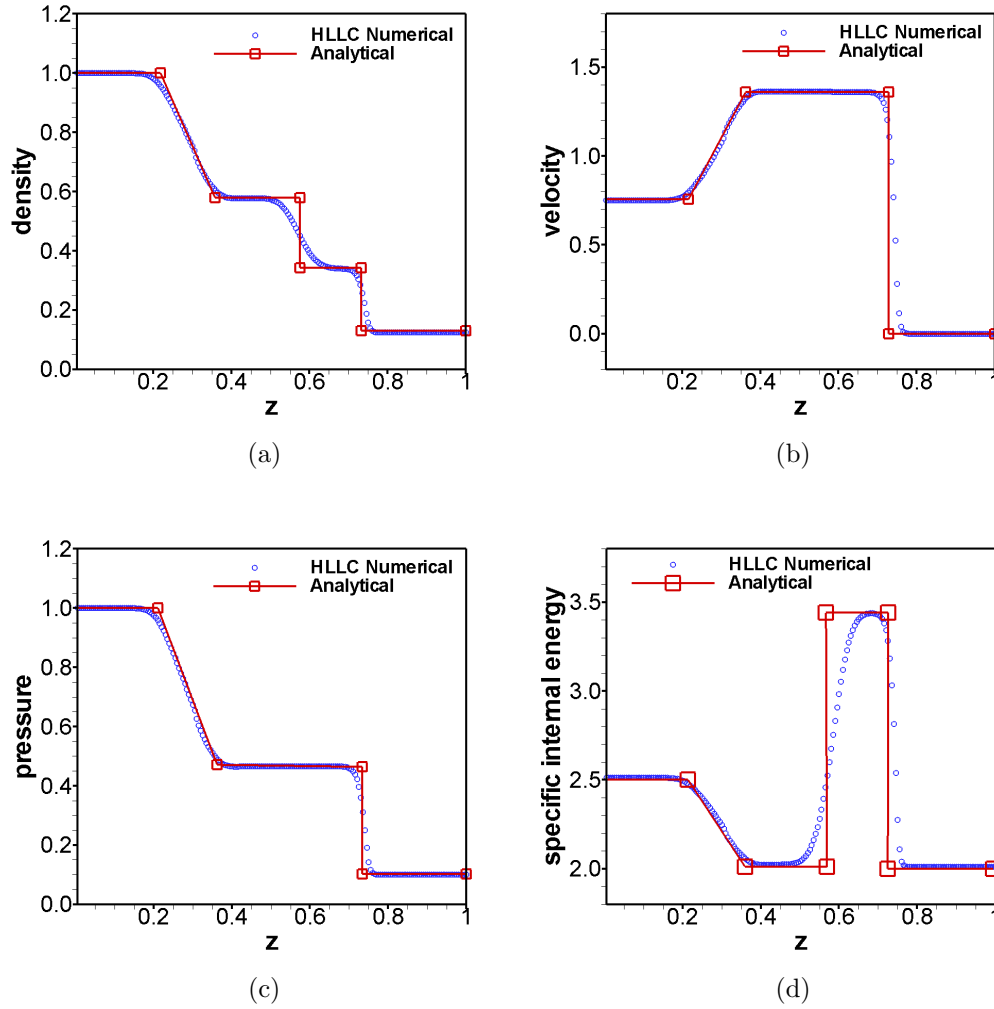 1.2
1.0
0.8
0.6
0.4
0.2
0.0
density
HLLC Numerical
Analytical
0.2 0.4 0.6 0.8 1
z
(a)
1.5
1.0
0.5
0.0
velocity
HLLC Numerical
Analytical
0.2 0.4 0.6 0.8
z
(b)
1.2
1.0
0.8
0.6
0.4
0.2
0.0
pressure
HLLC Numerical
Analytical
0.2 0.4 0.6 0.8 1
z
(c)
3.5
3.0
2.5
2.0
specific internal energy
HLLC Numerical
Analytical
0.2 0.4 0.6 0.8
z
(d)